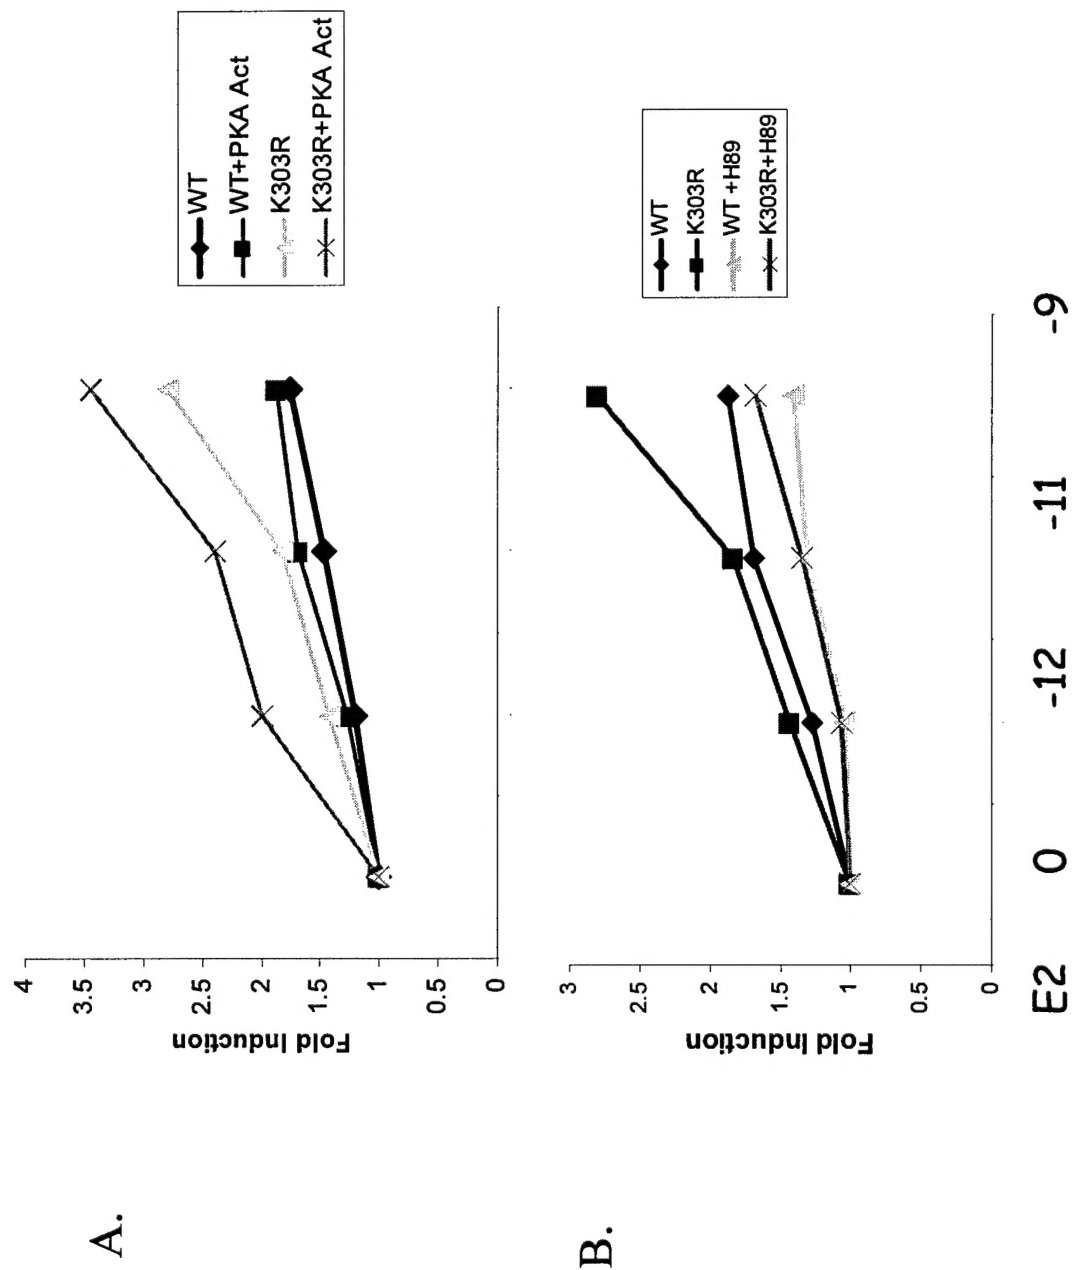 A.
Fold Induction
4
3.5
3
2.5
2
1.5
1
0.5
0
WT
WT+PKA Act
K303R
K303R+PKA Act
B.
Fold Induction
3
2.5
2
1.5
1
0.5
0
WT
K303R
WT +H89
K303R+H89
E2 0 -12 -11 -9